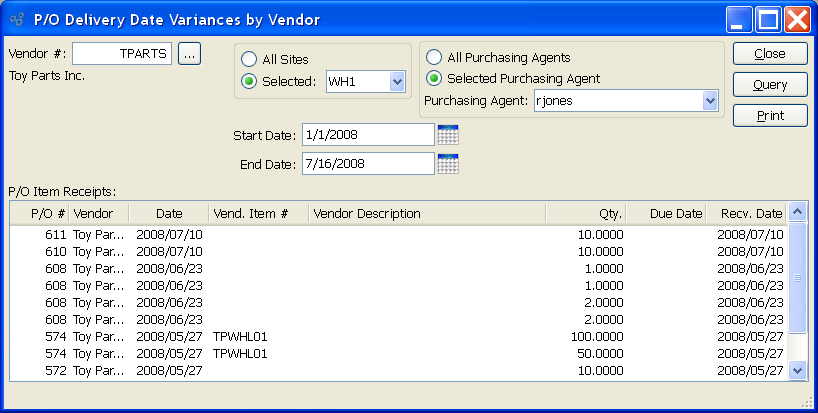 P/O Delivery Date Variances by Vendor
Vendor #: TPARTS ...
Toy Parts Inc.
All Sites
Selected: WH1
All Purchasing Agents
Selected Purchasing Agent
Purchasing Agent: rjones
Close
Query
Print
Start Date: 1/1/2008
End Date: 7/16/2008
P/O Item Receipts:
P/O # Vendor Date Vend. Item # Vendor Description Qty. Due Date Recv. Date
611 Toy Par... 2008/07/10 10.0000 2008/07/10
610 Toy Par... 2008/07/10 10.0000 2008/07/10
608 Toy Par... 2008/06/23 1.0000 2008/06/23
608 Toy Par... 2008/06/23 1.0000 2008/06/23
608 Toy Par... 2008/06/23 2.0000 2008/06/23
608 Toy Par... 2008/06/23 2.0000 2008/06/23
574 Toy Par... 2008/05/27 TPWHL01 100.0000 2008/05/27
574 Toy Par... 2008/05/27 TPWHL01 50.0000 2008/05/27
572 Toy Par... 2008/05/27 10.0000 2008/05/27